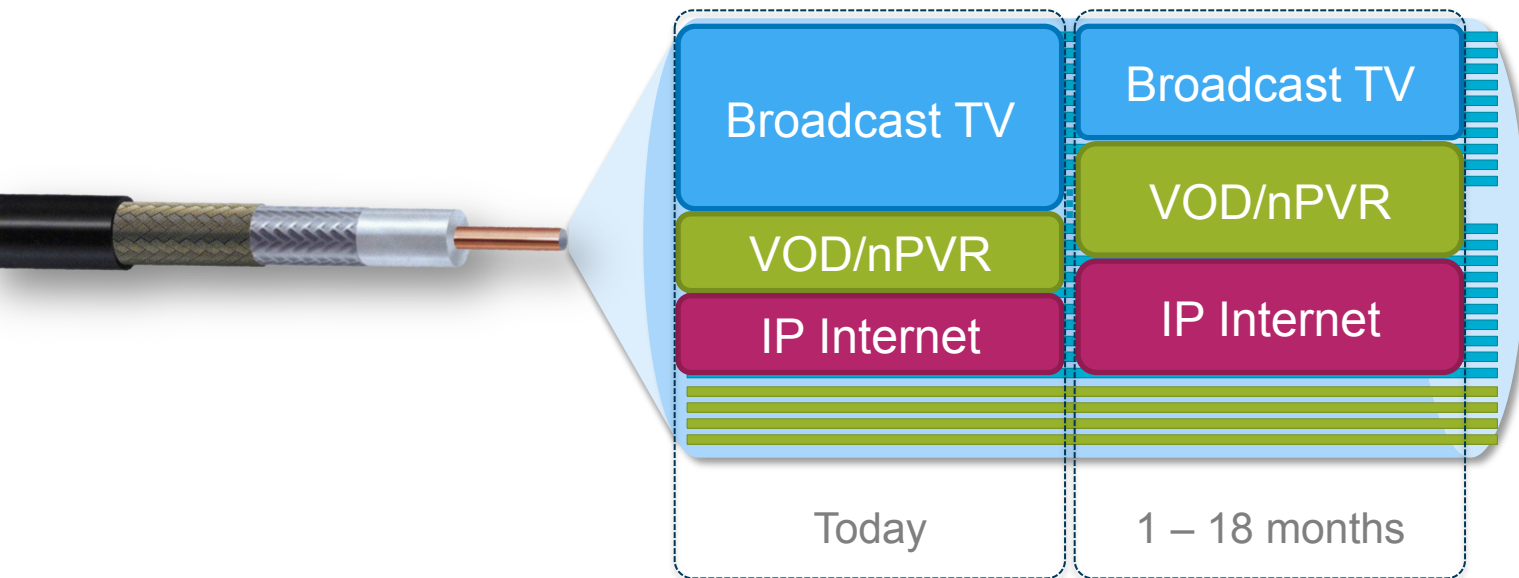 Broadcast TV
VOD/nPVR
IP Internet
Today
Broadcast TV
VOD/nPVR
IP Internet
1 – 18 months